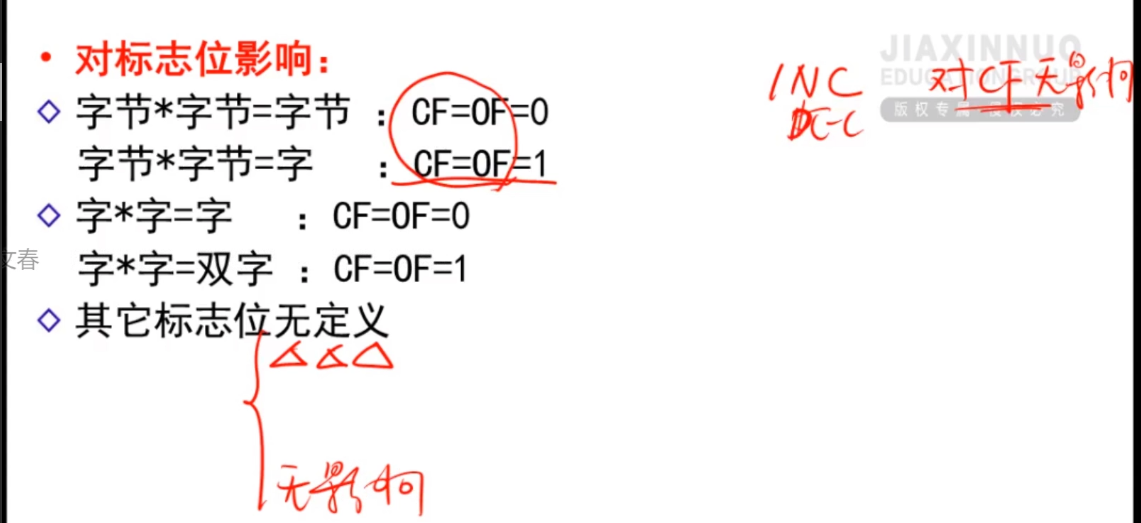 • 对标志位影响：
JIAXINNUO
EDUCATIONGROUP
版权专属 侵权必究
INC 对CF无影响
DEC
◇ 字节*字节=字节 ：CF=OF=0
字节*字节=字 ：CF=OF=1
◇ 字*字=字 ：CF=OF=0
文春
字*字=双字 ：CF=OF=1
◇ 其它标志位无定义
无影响